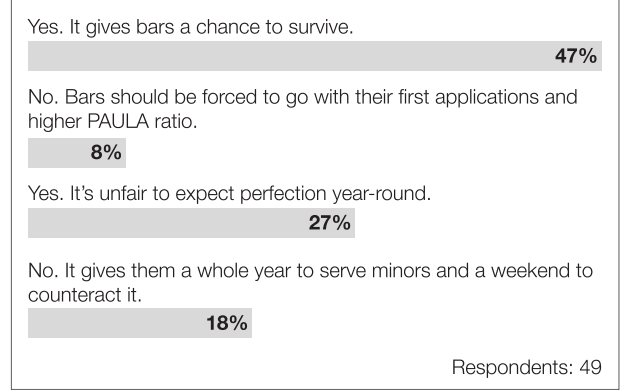 Yes. It gives bars a chance to survive.
47%
No. Bars should be forced to go with their first applications and
higher PAULA ratio.
8%
Yes. It’s unfair to expect perfection year-round.
27%
No. It gives them a whole year to serve minors and a weekend to
counteract it.
18%
Respondents: 49